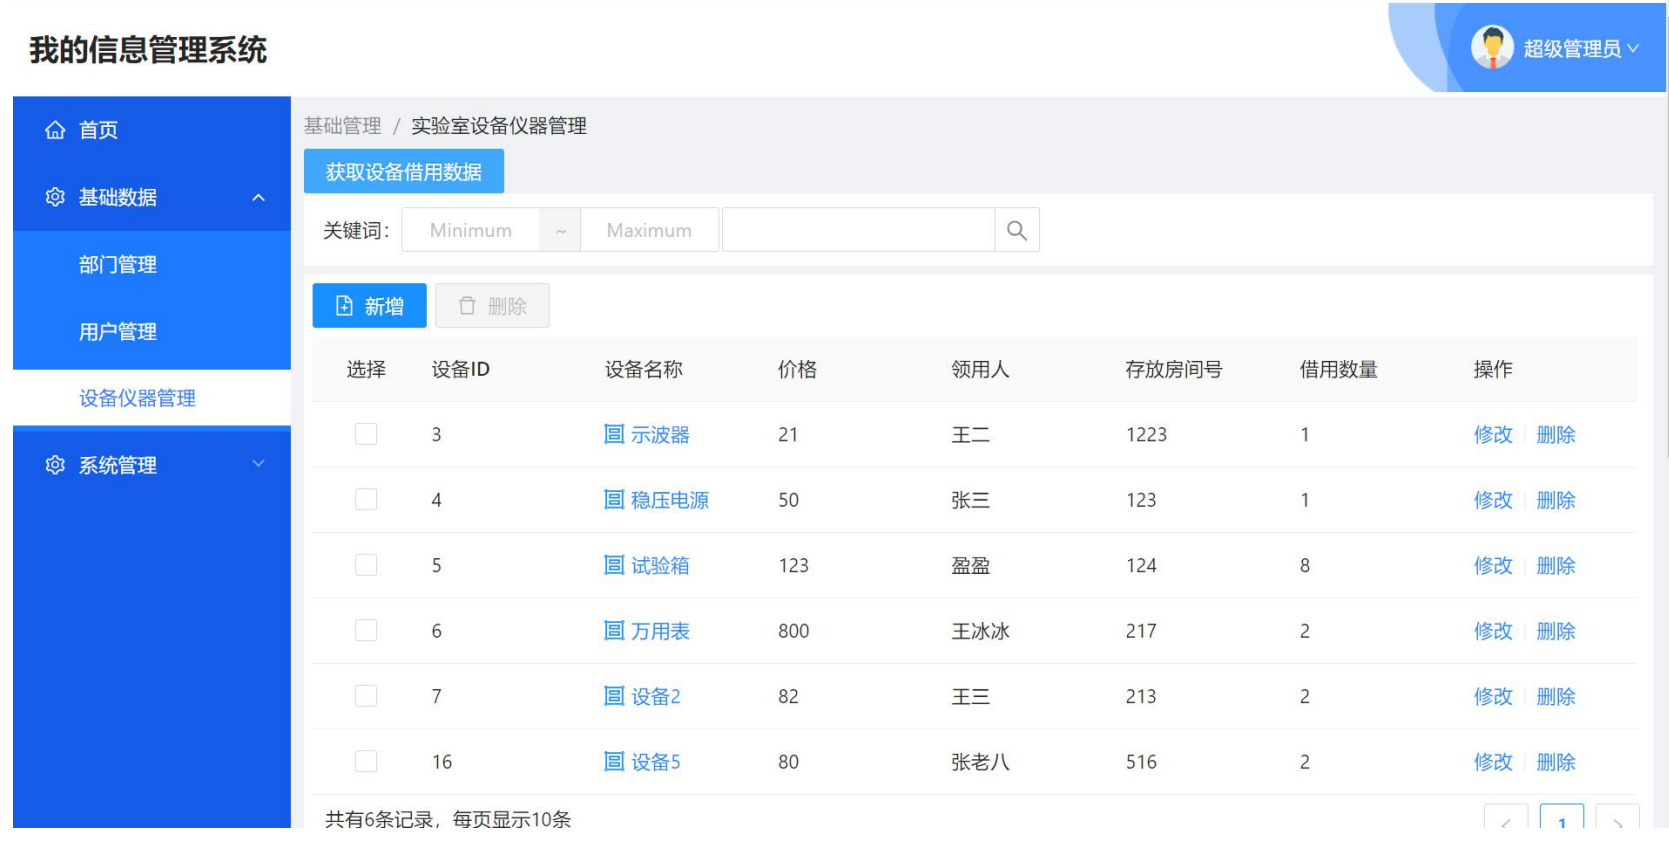 我的信息管理系统
超级管理员
首页
基础数据
部门管理
用户管理
设备仪器管理
系统管理
基础管理 / 实验室设备仪器管理
获取设备借用数据
关键词: Minimum ~ Maximum
新增 删除
选择 设备ID 设备名称 价格 领用人 存放房间号 借用数量 操作
3 示波器 21 王二 1223 1 修改 删除
4 稳压电源 50 张三 123 1 修改 删除
5 试验箱 123 盈盈 124 8 修改 删除
6 万用表 800 王冰冰 217 2 修改 删除
7 设备2 82 王三 213 2 修改 删除
16 设备5 80 张老八 516 2 修改 删除
共有6条记录，每页显示10条 < 1 >